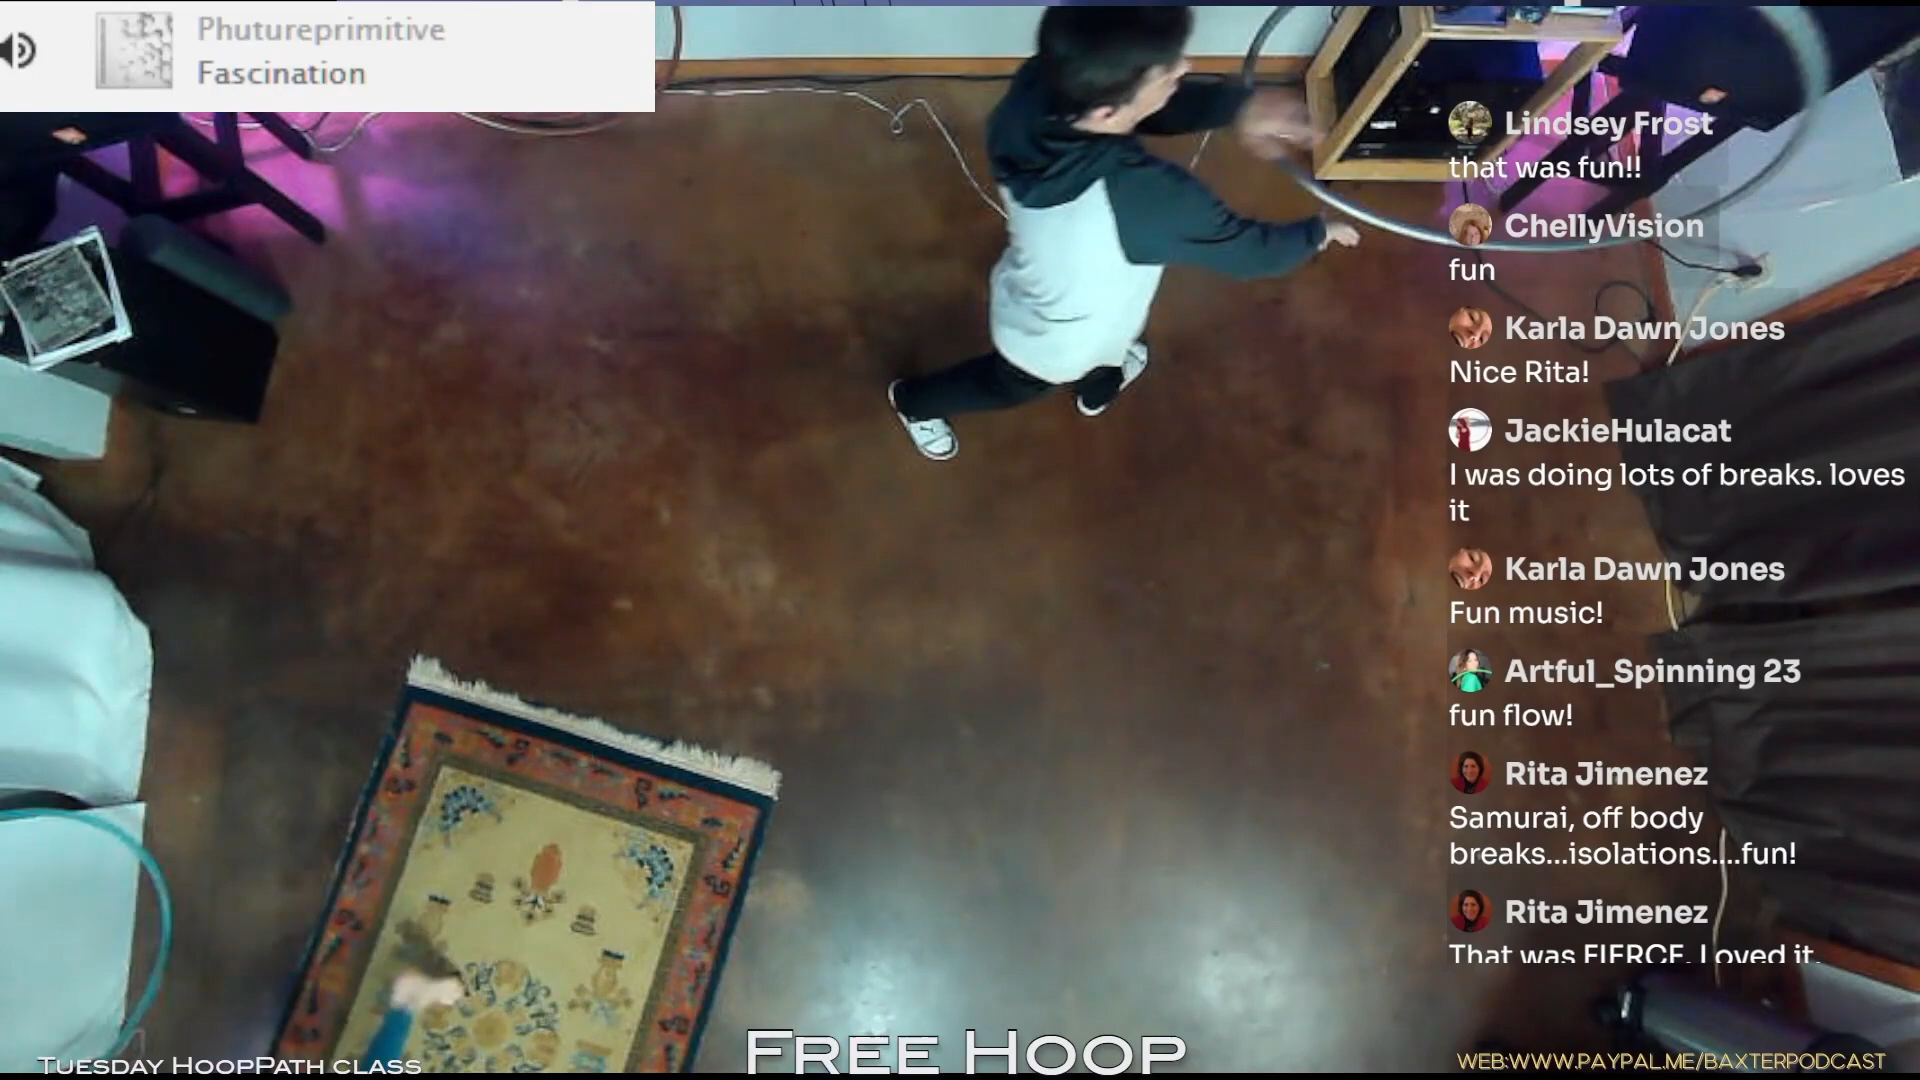 Phutureprimitive
Fascination
Lindsey Frost
that was fun!!
ChellyVision
fun
Karla Dawn Jones
Nice Rita!
JackieHulacat
I was doing lots of breaks. loves
it
Karla Dawn Jones
Fun music!
Artful_Spinning 23
fun flow!
Rita Jimenez
Samurai, off body
breaks...isolations....fun!
Rita Jimenez
That was FIERCE. Loved it.
Tuesday HoopPath class
Free Hoop
WEB:WWW.PAYPAL.ME/BAXTERPODCAST